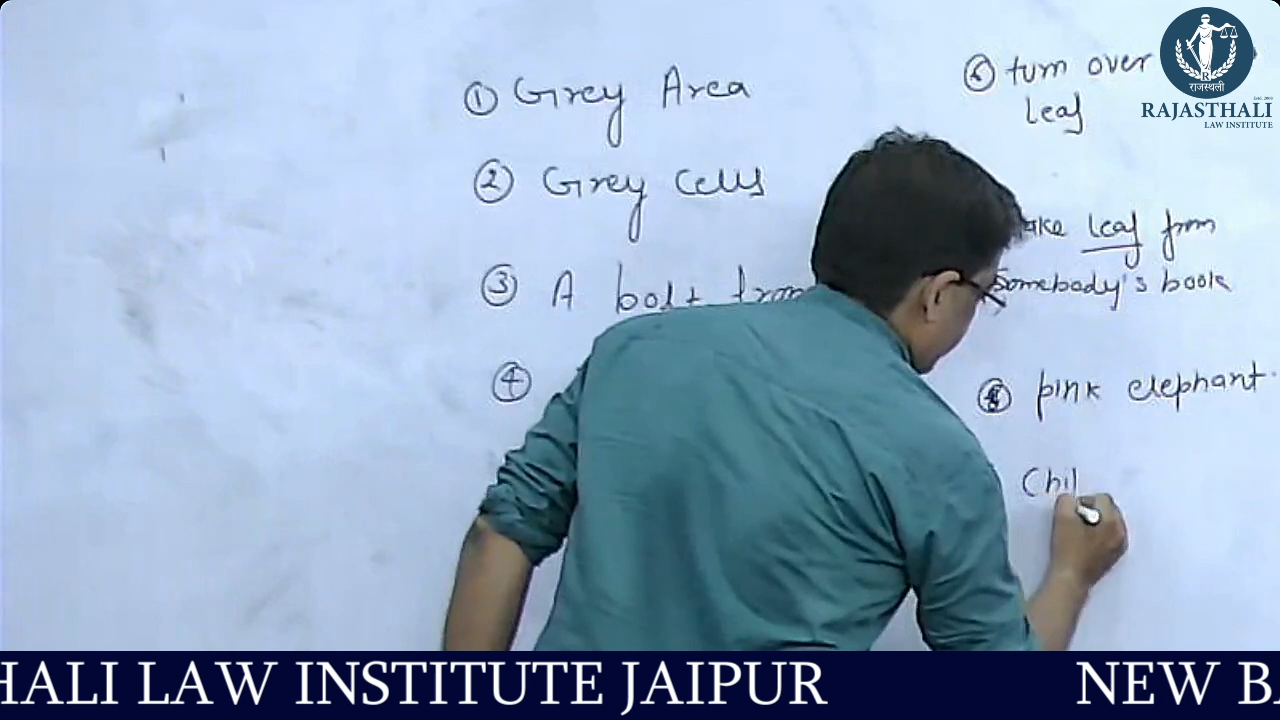 ① Grey Area
② Grey Cells
③ A bolt from
④
⑥ turn over
leaf
take leaf from
Somebody's book
⑧ pink elephant.
Chil
राजस्थली
RAJASTHALI
LAW INSTITUTE
HALI LAW INSTITUTE JAIPUR NEW B